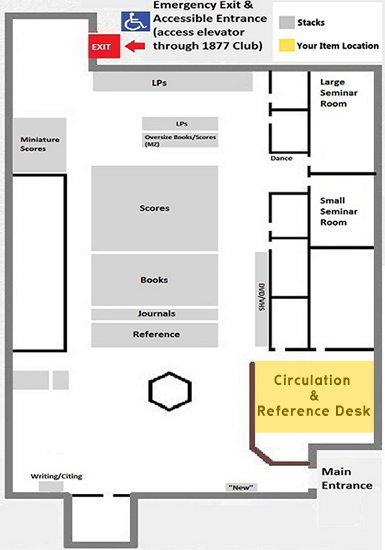 Emergency Exit &
Accessible Entrance
(access elevator
through 1877 Club)
EXIT
Stacks
Your Item Location
LPs
Large
Seminar
Room
LPs
Oversize Books/Scores
(M2)
Miniature
Scores
Dance
Scores
Small
Seminar
Room
Books
DVD/VHS
Journals
Reference
Circulation
&
Reference Desk
Main
Entrance
Writing/Citing
"New"